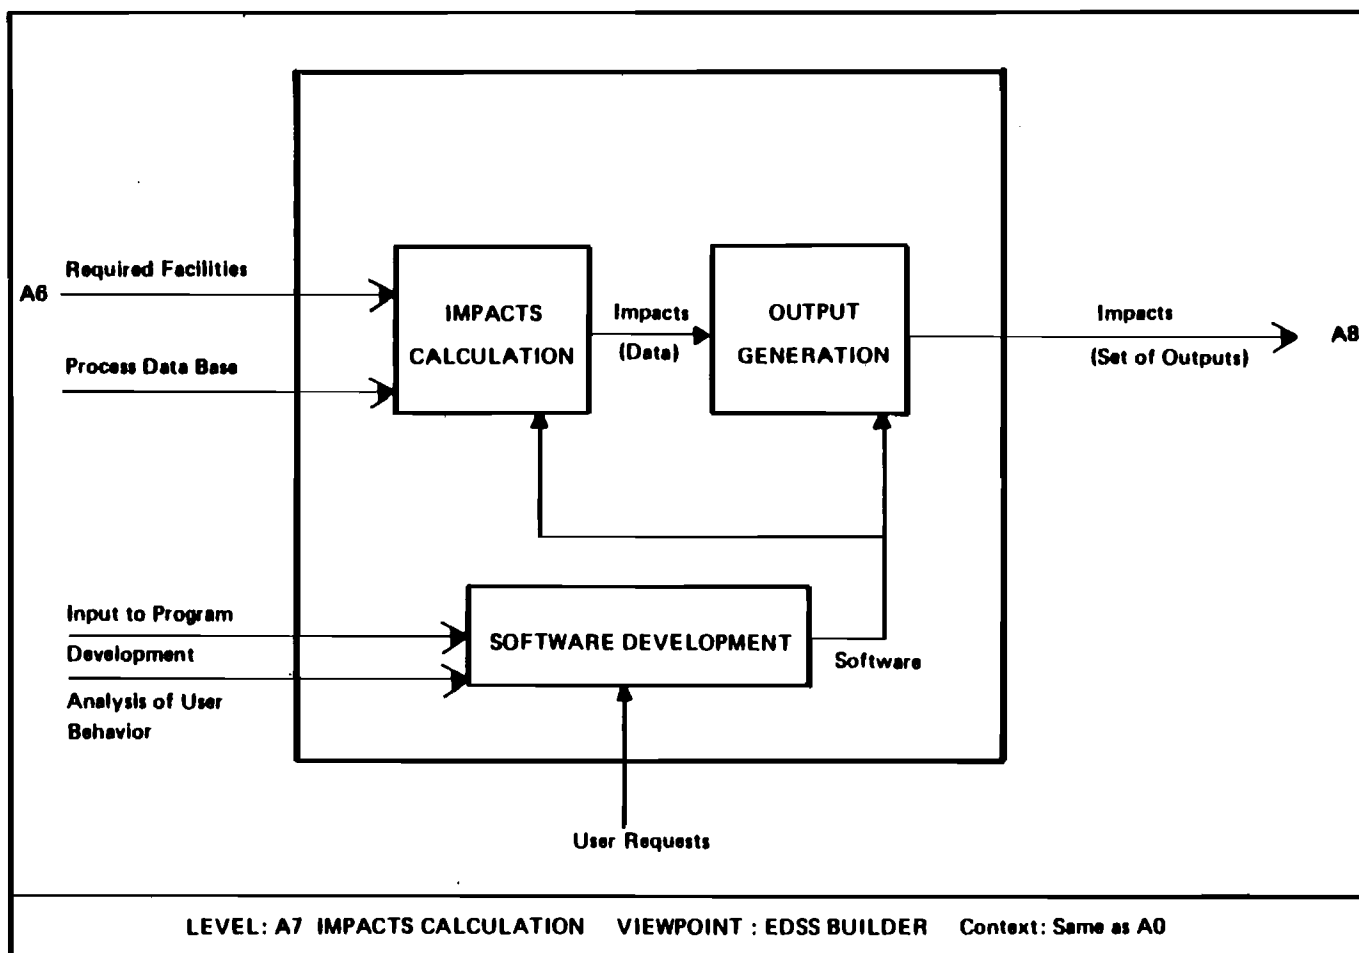 Required Facilities
A6
Process Data Base
IMPACTS
CALCULATION
Impacts
(Data)
OUTPUT
GENERATION
Impacts
(Set of Outputs)
A8
Input to Program
Development
Analysis of User
Behavior
SOFTWARE DEVELOPMENT
Software
User Requests
LEVEL: A7 IMPACTS CALCULATION VIEWPOINT : EDSS BUILDER Context: Same as A0